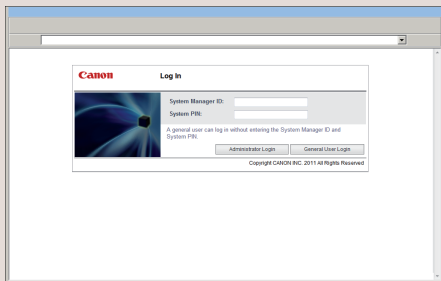 Canon
Log In
System Manager ID:
System PIN:
A general user can log in without entering the System Manager ID and
System PIN.
Administrator Login
General User Login
Copyright CANON INC. 2011 All Rights Reserved